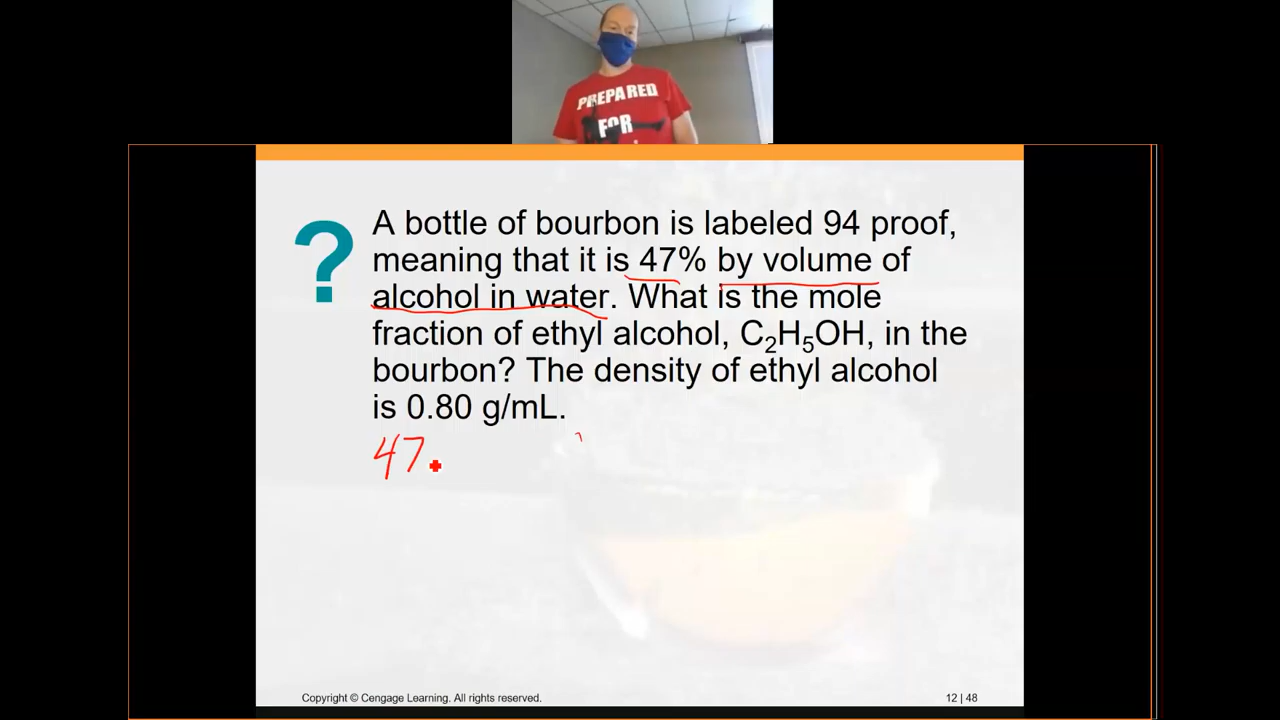 PREPARED
FOR
? A bottle of bourbon is labeled 94 proof,
meaning that it is 47% by volume of
alcohol in water. What is the mole
fraction of ethyl alcohol, C₂H₅OH, in the
bourbon? The density of ethyl alcohol
is 0.80 g/mL.
47
Copyright © Cengage Learning. All rights reserved.
12 | 48